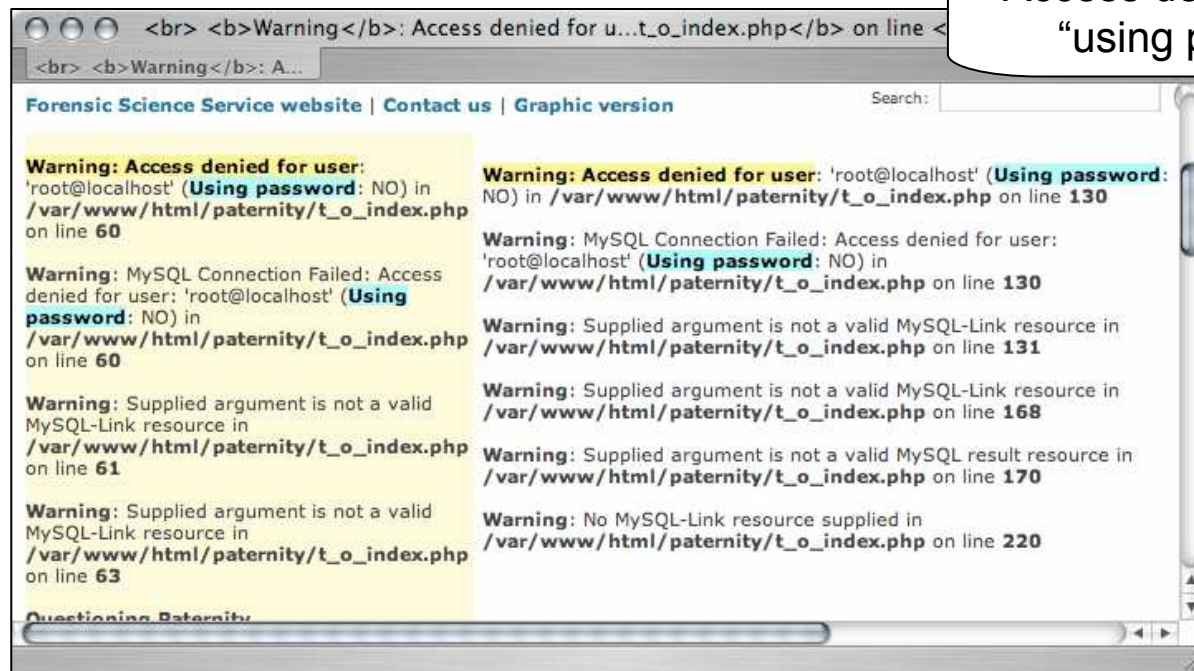 Access de
"using p
<br> <b>Warning</b>: Access denied for u...t_o_index.php</b> on line <
<br> <b>Warning</b>: A...
Forensic Science Service website | Contact us | Graphic version
Search:
Warning: Access denied for user:
'root@localhost' (Using password: NO) in
/var/www/html/paternity/t_o_index.php
on line 60
Warning: MySQL Connection Failed: Access
denied for user: 'root@localhost' (Using
password: NO) in
/var/www/html/paternity/t_o_index.php
on line 60
Warning: Supplied argument is not a valid
MySQL-Link resource in
/var/www/html/paternity/t_o_index.php
on line 61
Warning: Supplied argument is not a valid
MySQL-Link resource in
/var/www/html/paternity/t_o_index.php
on line 63
Questioning Paternity
Warning: Access denied for user: 'root@localhost' (Using password:
NO) in /var/www/html/paternity/t_o_index.php on line 130
Warning: MySQL Connection Failed: Access denied for user:
'root@localhost' (Using password: NO) in
/var/www/html/paternity/t_o_index.php on line 130
Warning: Supplied argument is not a valid MySQL-Link resource in
/var/www/html/paternity/t_o_index.php on line 131
Warning: Supplied argument is not a valid MySQL-Link resource in
/var/www/html/paternity/t_o_index.php on line 168
Warning: Supplied argument is not a valid MySQL result resource in
/var/www/html/paternity/t_o_index.php on line 170
Warning: No MySQL-Link resource supplied in
/var/www/html/paternity/t_o_index.php on line 220